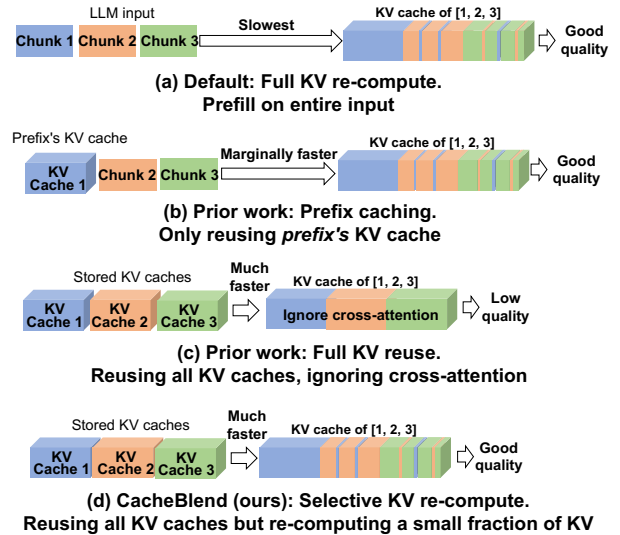 LLM input
Chunk 1 Chunk 2 Chunk 3
Slowest
KV cache of [1, 2, 3]
Good
quality
(a) Default: Full KV re-compute.
Prefill on entire input
Prefix's KV cache
KV
Cache 1
Chunk 2 Chunk 3
Marginally faster
KV cache of [1, 2, 3]
Good
quality
(b) Prior work: Prefix caching.
Only reusing prefix's KV cache
Stored KV caches
KV
Cache 1
KV
Cache 2
KV
Cache 3
Much
faster
KV cache of [1, 2, 3]
Ignore cross-attention
Low
quality
(c) Prior work: Full KV reuse.
Reusing all KV caches, ignoring cross-attention
Stored KV caches
KV
Cache 1
KV
Cache 2
KV
Cache 3
Much
faster
KV cache of [1, 2, 3]
Good
quality
(d) CacheBlend (ours): Selective KV re-compute.
Reusing all KV caches but re-computing a small fraction of KV